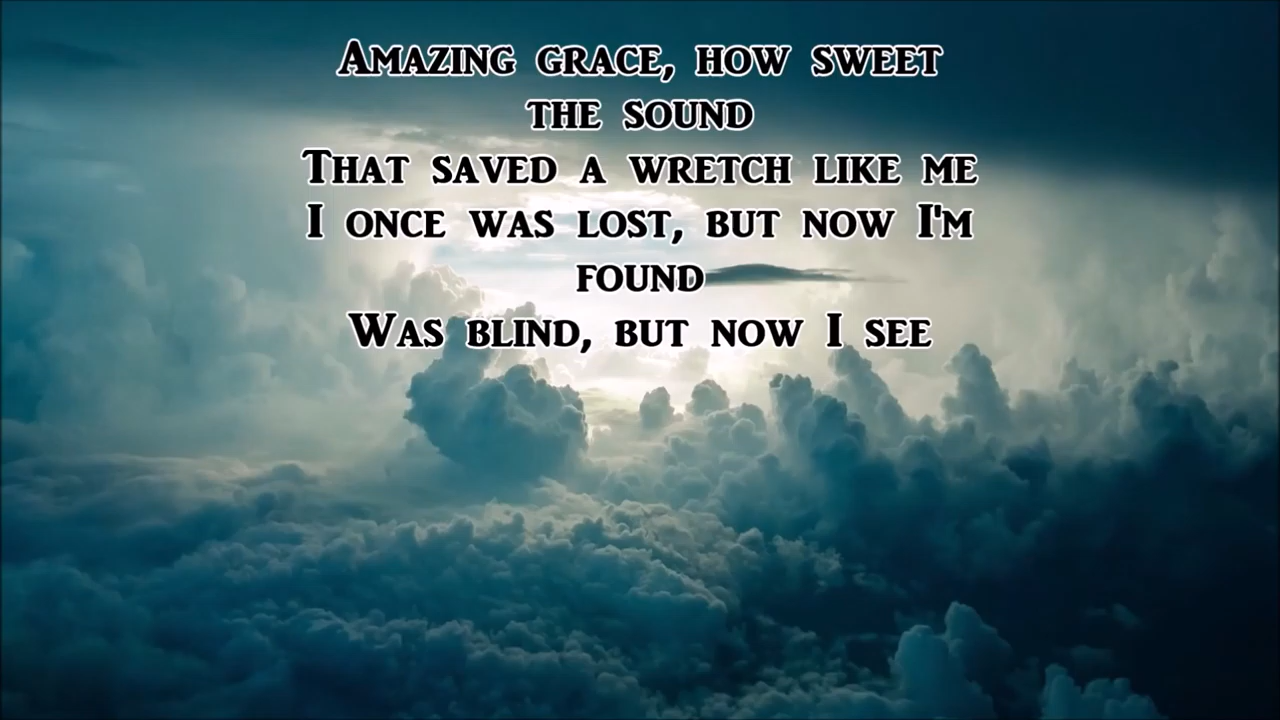 Amazing grace, how sweet
the sound
That saved a wretch like me
I once was lost, but now I'm
found
Was blind, but now I see